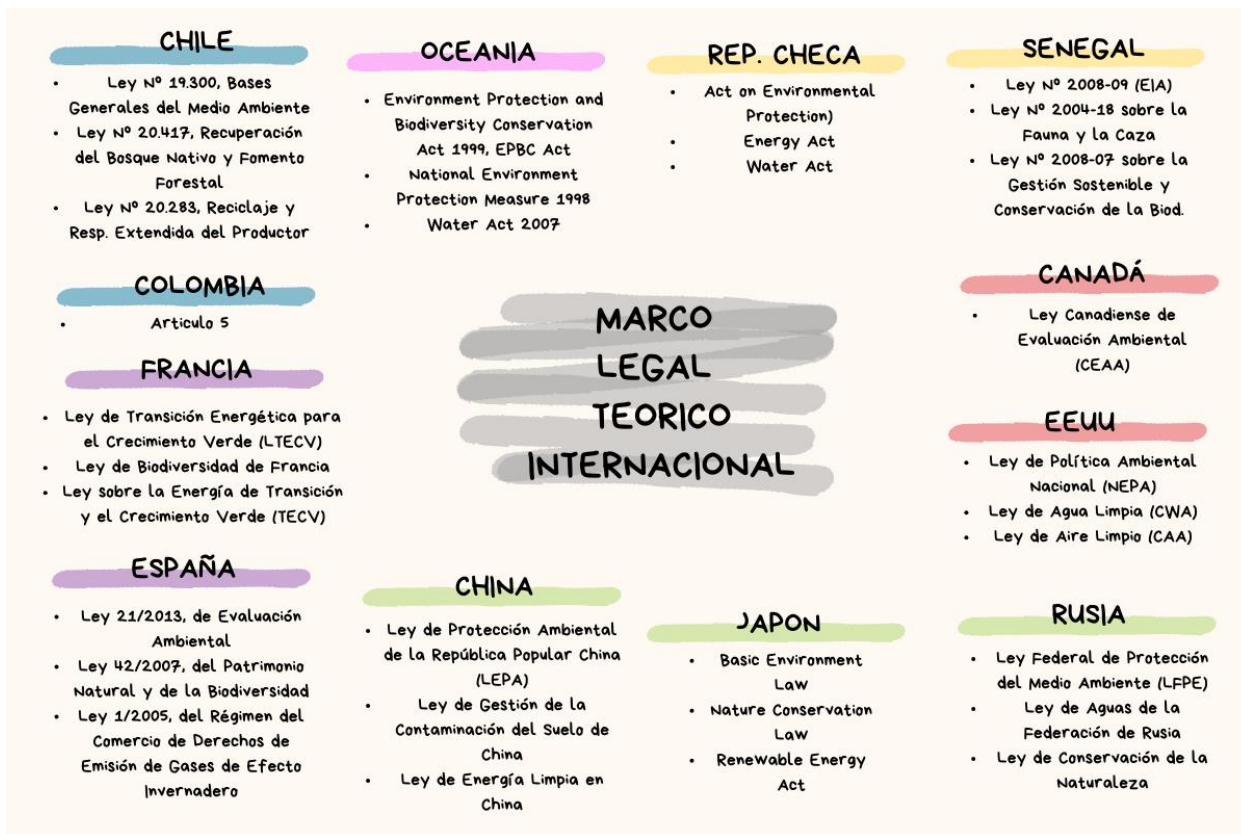 CHILE
• Ley Nº 19.300, Bases
Generales del Medio Ambiente
• Ley Nº 20.417, Recuperación
del Bosque Nativo y Fomento
Forestal
• Ley Nº 20.283, Reciclaje y
Resp. Extendida del Productor
OCEANIA
• Environment Protection and
Biodiversity Conservation
Act 1999, EPBC Act
• National Environment
Protection Measure 1998
• Water Act 2007
REP. CHECA
• Act on Environmental
Protection)
• Energy Act
• Water Act
SENEGAL
• Ley Nº 2008-09 (EIA)
• Ley Nº 2004-18 sobre la
Fauna y la Caza
• Ley Nº 2008-07 sobre la
Gestión Sostenible y
Conservación de la Biod.
COLOMBIA
• Articulo 5
MARCO
LEGAL
TEORICO
INTERNACIONAL
CANADÁ
• Ley Canadiense de
Evaluación Ambiental
(CEAA)
FRANCIA
• Ley de Transición Energética para
el Crecimiento Verde (LTECV)
• Ley de Biodiversidad de Francia
• Ley sobre la Energía de Transición
y el Crecimiento Verde (TECV)
EEUU
• Ley de Política Ambiental
Nacional (NEPA)
• Ley de Agua Limpia (CWA)
• Ley de Aire Limpio (CAA)
ESPAÑA
• Ley 21/2013, de Evaluación
Ambiental
• Ley 42/2007, del Patrimonio
Natural y de la Biodiversidad
• Ley 1/2005, del Régimen del
Comercio de Derechos de
Emisión de Gases de Efecto
Invernadero
CHINA
• Ley de Protección Ambiental
de la República Popular China
(LEPA)
• Ley de Gestión de la
Contaminación del Suelo de
China
• Ley de Energía Limpia en
China
JAPON
• Basic Environment
Law
• Nature Conservation
Law
• Renewable Energy
Act
RUSIA
• Ley Federal de Protección
del Medio Ambiente (LFPE)
• Ley de Aguas de la
Federación de Rusia
• Ley de Conservación de la
Naturaleza